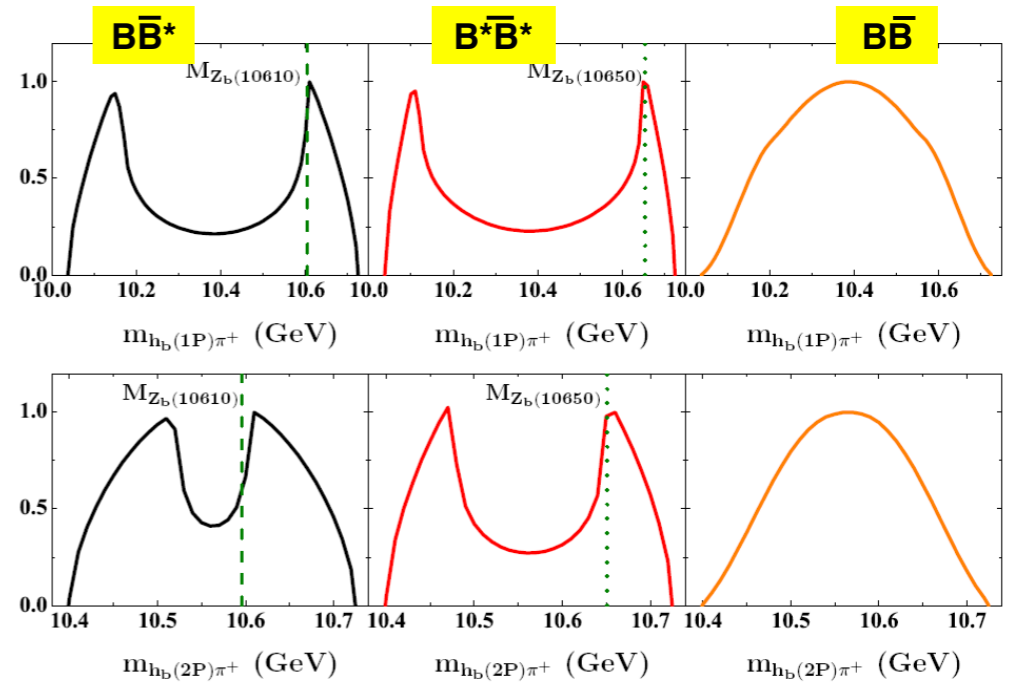 BB̅* B*B̅* BB̅
M_{Z_b(10610)} M_{Z_b(10650)}
1.0
0.5
0.0
10.0 10.2 10.4 10.6 10.0 10.2 10.4 10.6 10.0 10.2 10.4 10.6
m_{h_b(1P)π⁺} (GeV) m_{h_b(1P)π⁺} (GeV) m_{h_b(1P)π⁺} (GeV)
M_{Z_b(10610)} M_{Z_b(10650)}
1.0
0.5
0.0
10.4 10.5 10.6 10.7 10.4 10.5 10.6 10.7 10.4 10.5 10.6 10.7
m_{h_b(2P)π⁺} (GeV) m_{h_b(2P)π⁺} (GeV) m_{h_b(2P)π⁺} (GeV)